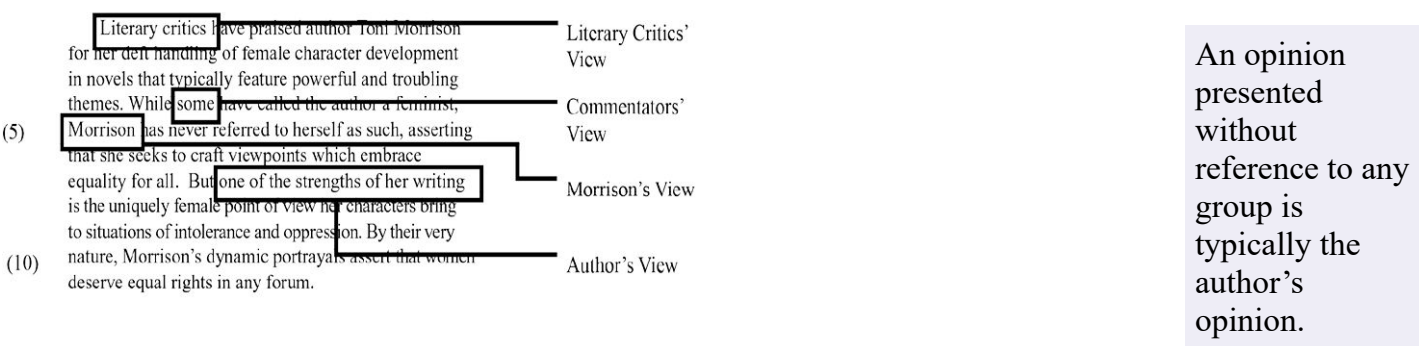 Literary critics have praised author Toni Morrison
for her deft handling of female character development
in novels that typically feature powerful and troubling
themes. While some have called the author a feminist,
(5) Morrison has never referred to herself as such, asserting
that she seeks to craft viewpoints which embrace
equality for all. But one of the strengths of her writing
is the uniquely female point of view her characters bring
to situations of intolerance and oppression. By their very
(10) nature, Morrison's dynamic portrayals assert that women
deserve equal rights in any forum.
Literary Critics'
View
Commentators'
View
Morrison's View
Author's View
An opinion
presented
without
reference to any
group is
typically the
author's
opinion.